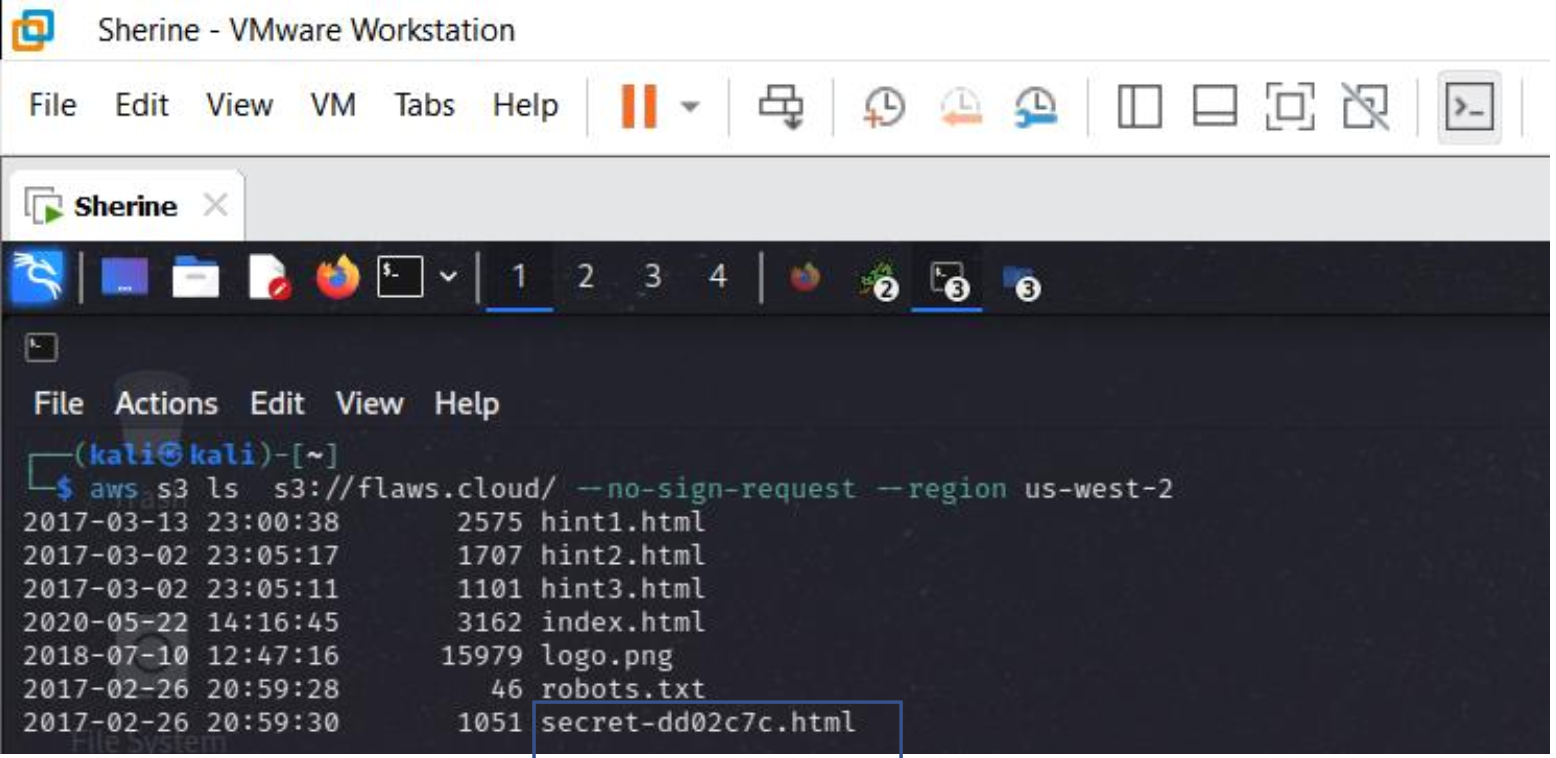 Sherine - VMware Workstation
File Edit View VM Tabs Help
Sherine
1 2 3 4 2 3 3
File Actions Edit View Help
(kali㉿kali)-[~]
$ aws s3 ls  s3://flaws.cloud/ --no-sign-request --region us-west-2
2017-03-13 23:00:38       2575 hint1.html
2017-03-02 23:05:17       1707 hint2.html
2017-03-02 23:05:11       1101 hint3.html
2020-05-22 14:16:45       3162 index.html
2018-07-10 12:47:16      15979 logo.png
2017-02-26 20:59:28         46 robots.txt
2017-02-26 20:59:30       1051 secret-dd02c7c.html
File System